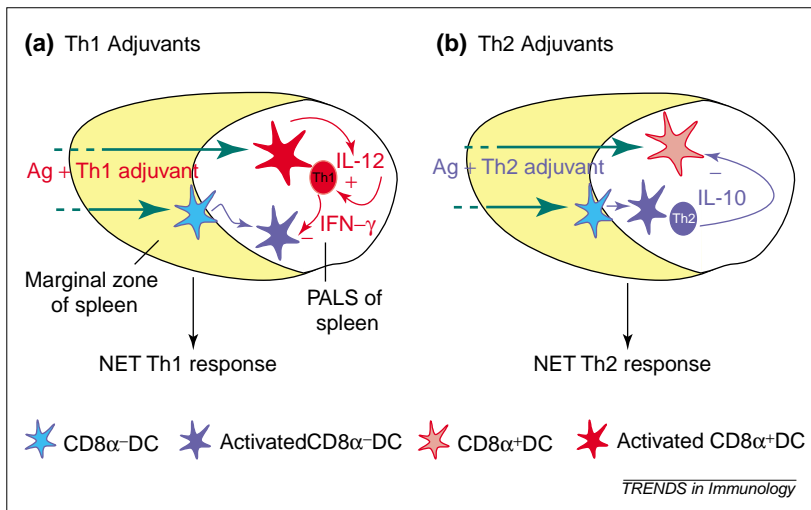 (a) Th1 Adjuvants
Ag + Th1 adjuvant
IL-12
+
Th1
IFN–γ
–
Marginal zone
of spleen
PALS of
spleen
NET Th1 response
(b) Th2 Adjuvants
Ag + Th2 adjuvant
–
IL-10
Th2
NET Th2 response
CD8α–DC
ActivatedCD8α–DC
CD8α+DC
Activated CD8α+DC
TRENDS in Immunology